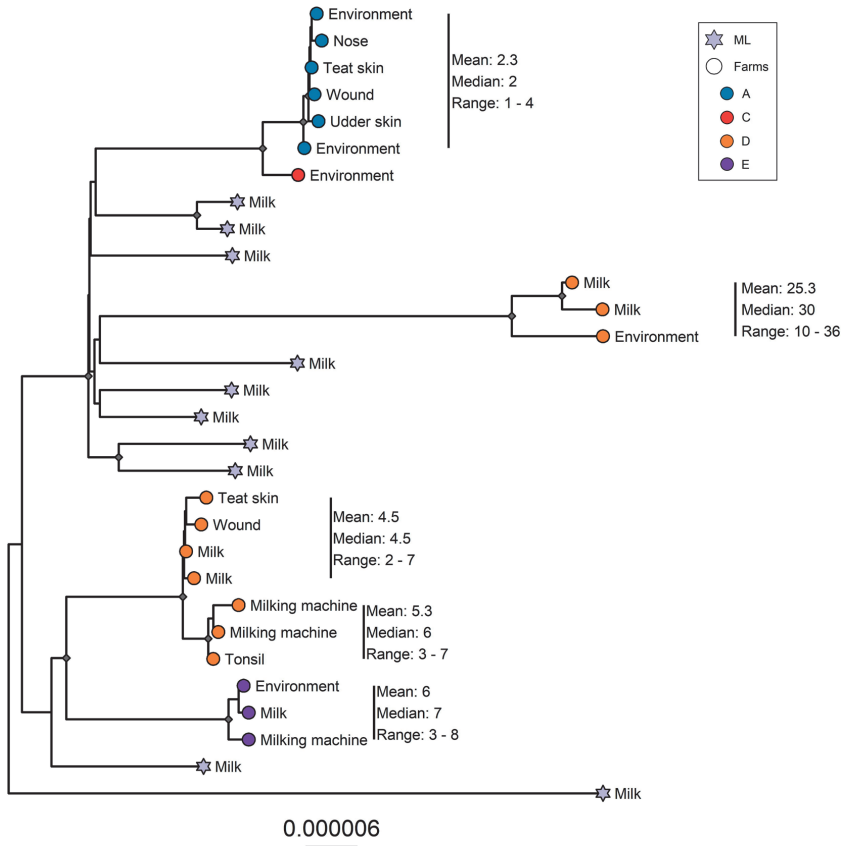 Environment
Nose
Teat skin
Wound
Udder skin
Environment
Mean: 2.3
Median: 2
Range: 1 - 4
Environment
Milk
Milk
Milk
Milk
Milk
Environment
Mean: 25.3
Median: 30
Range: 10 - 36
Milk
Milk
Milk
Milk
Milk
Teat skin
Wound
Milk
Milk
Mean: 4.5
Median: 4.5
Range: 2 - 7
Milking machine
Milking machine
Tonsil
Mean: 5.3
Median: 6
Range: 3 - 7
Environment
Milk
Milking machine
Mean: 6
Median: 7
Range: 3 - 8
Milk
Milk
0.000006
ML
Farms
A
C
D
E